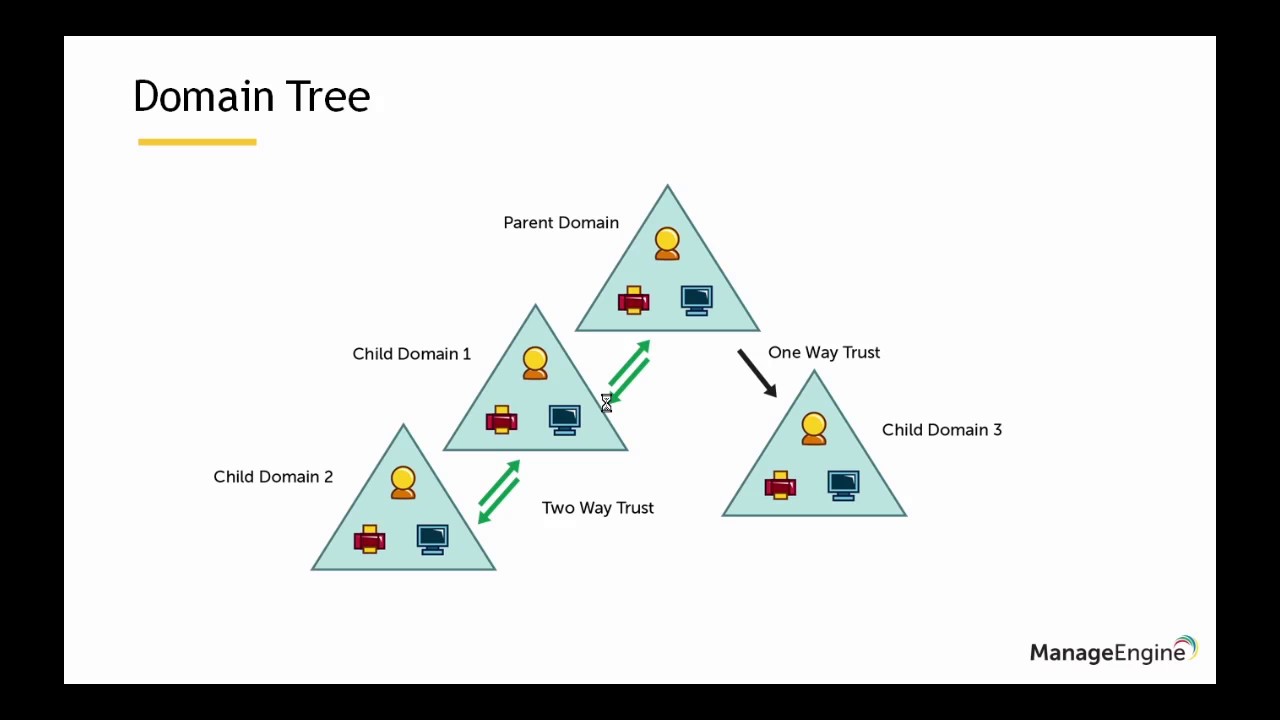 Domain Tree
Parent Domain
Child Domain 1
One Way Trust
Child Domain 3
Child Domain 2
Two Way Trust
ManageEngine